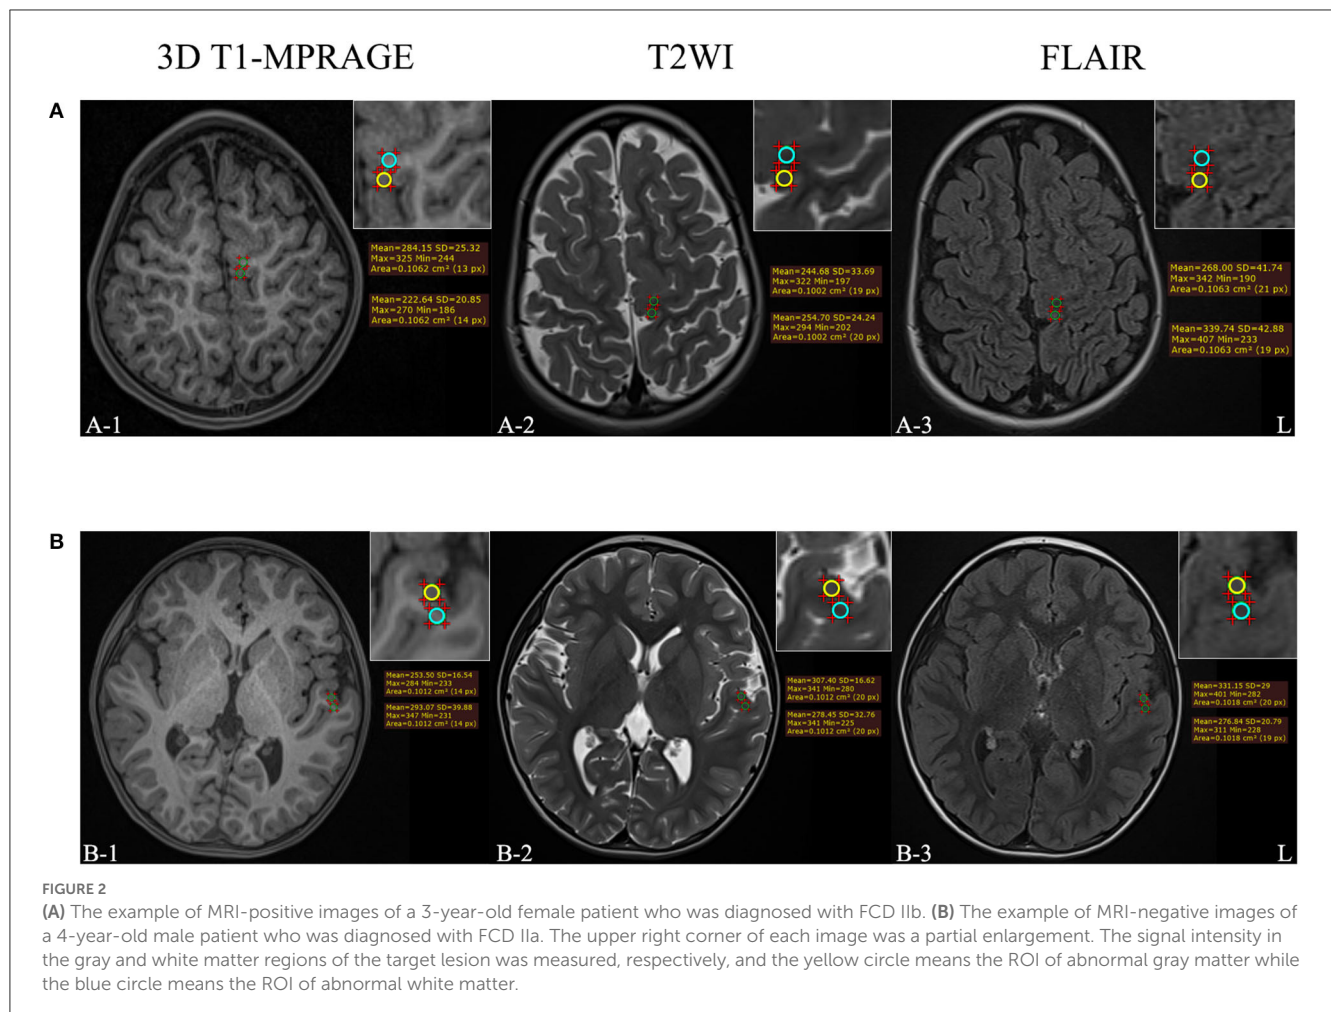 3D T1-MPRAGE T2WI FLAIR
A
Mean=284.15 SD=25.32
Max=325 Min=244
Area=0.1062 cm² (13 px)
Mean=222.64 SD=20.85
Max=270 Min=186
Area=0.1062 cm² (14 px)
A-1
Mean=244.68 SD=33.69
Max=322 Min=197
Area=0.1002 cm² (19 px)
Mean=254.70 SD=24.24
Max=294 Min=202
Area=0.1002 cm² (20 px)
A-2
Mean=268.00 SD=41.74
Max=342 Min=190
Area=0.1063 cm² (21 px)
Mean=339.74 SD=42.88
Max=407 Min=233
Area=0.1063 cm² (19 px)
A-3 L
B
Mean=253.50 SD=16.54
Max=284 Min=233
Area=0.1012 cm² (14 px)
Mean=293.07 SD=39.88
Max=347 Min=231
Area=0.1012 cm² (14 px)
B-1
Mean=307.40 SD=16.62
Max=341 Min=280
Area=0.1012 cm² (20 px)
Mean=278.45 SD=32.76
Max=341 Min=225
Area=0.1012 cm² (20 px)
B-2
Mean=331.15 SD=29
Max=401 Min=282
Area=0.1018 cm² (20 px)
Mean=276.84 SD=20.79
Max=311 Min=228
Area=0.1018 cm² (19 px)
B-3 L
FIGURE 2
(A) The example of MRI-positive images of a 3-year-old female patient who was diagnosed with FCD IIb. (B) The example of MRI-negative images of
a 4-year-old male patient who was diagnosed with FCD IIa. The upper right corner of each image was a partial enlargement. The signal intensity in
the gray and white matter regions of the target lesion was measured, respectively, and the yellow circle means the ROI of abnormal gray matter while
the blue circle means the ROI of abnormal white matter.